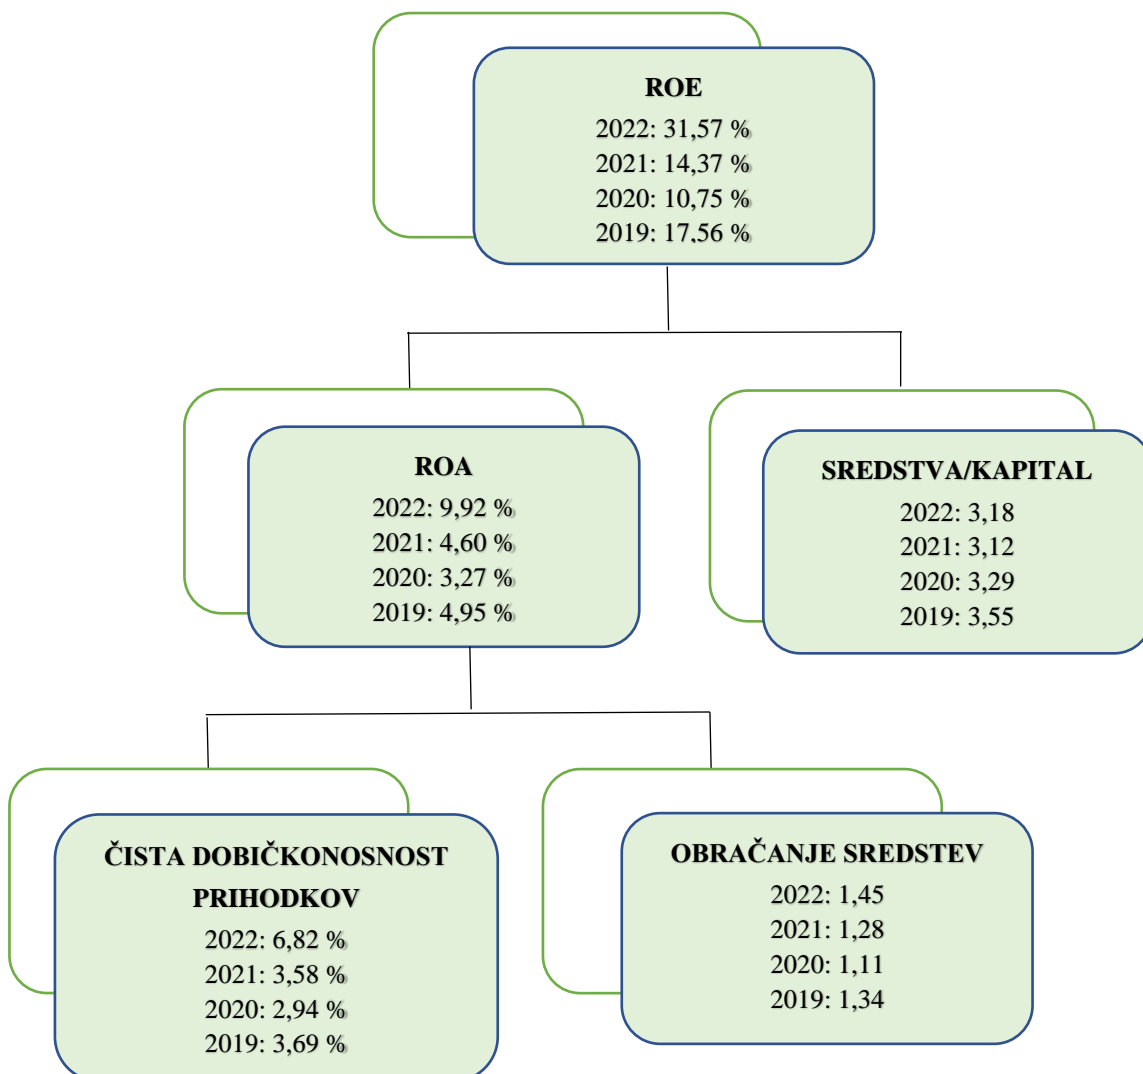 ROE
2022: 31,57 %
2021: 14,37 %
2020: 10,75 %
2019: 17,56 %
ROA
2022: 9,92 %
2021: 4,60 %
2020: 3,27 %
2019: 4,95 %
SREDSTVA/KAPITAL
2022: 3,18
2021: 3,12
2020: 3,29
2019: 3,55
ČISTA DOBIČKONOSNOST
PRIHODKOV
2022: 6,82 %
2021: 3,58 %
2020: 2,94 %
2019: 3,69 %
OBRAČANJE SREDSTEV
2022: 1,45
2021: 1,28
2020: 1,11
2019: 1,34